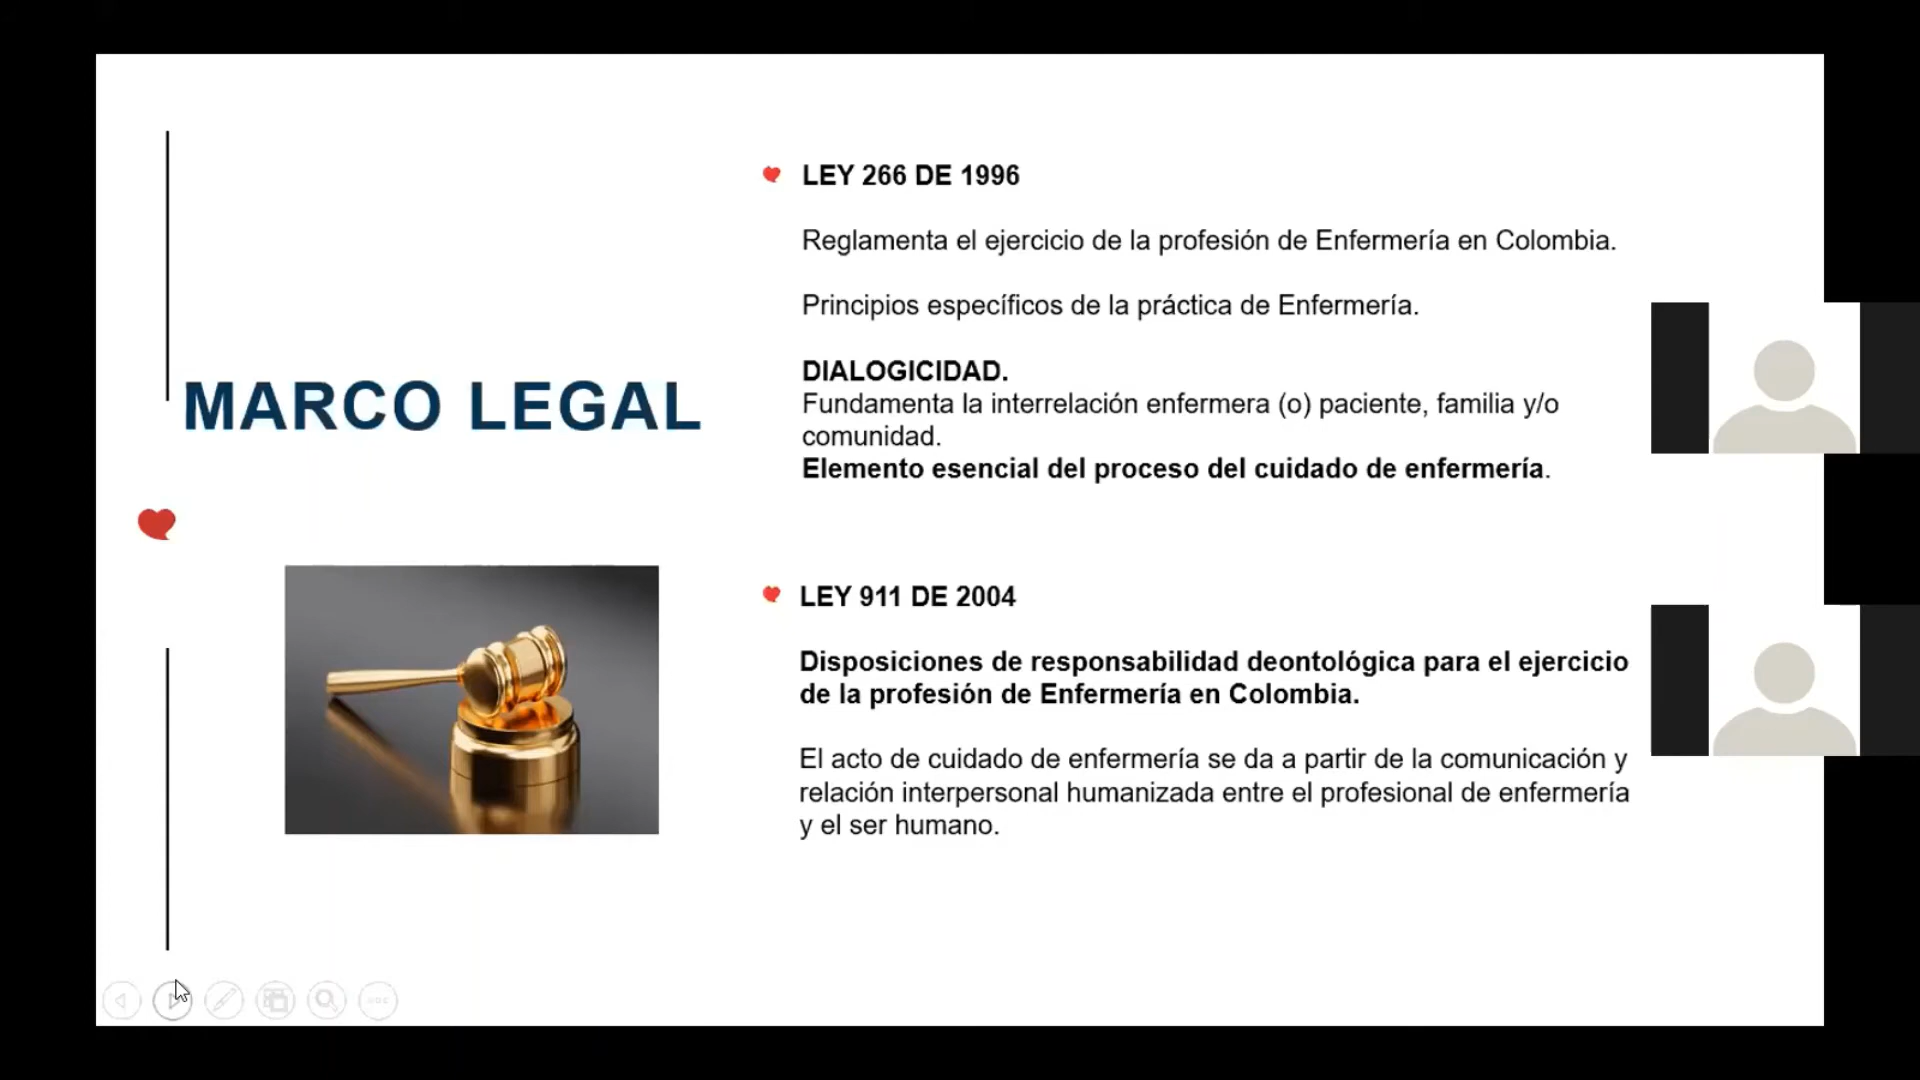 MARCO LEGAL
LEY 266 DE 1996
Reglamenta el ejercicio de la profesión de Enfermería en Colombia.
Principios específicos de la práctica de Enfermería.
DIALOGICIDAD.
Fundamenta la interrelación enfermera (o) paciente, familia y/o
comunidad.
Elemento esencial del proceso del cuidado de enfermería.
LEY 911 DE 2004
Disposiciones de responsabilidad deontológica para el ejercicio
de la profesión de Enfermería en Colombia.
El acto de cuidado de enfermería se da a partir de la comunicación y
relación interpersonal humanizada entre el profesional de enfermería
y el ser humano.